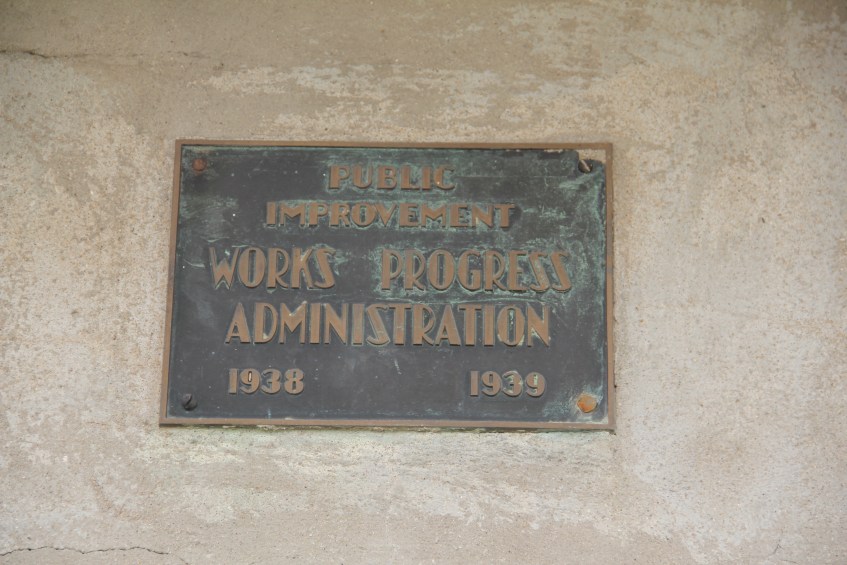 PUBLIC
IMPROVEMENT
WORKS PROGRESS
ADMINISTRATION
1938 1939